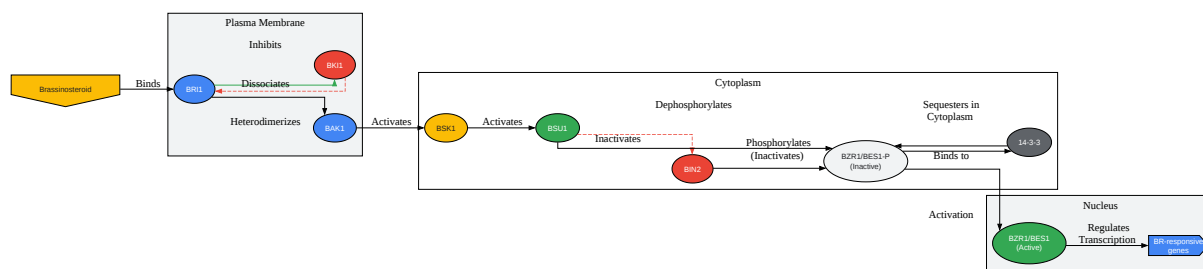 Plasma Membrane
Inhibits
BKI1
Brassinosteroid
Binds
BRI1
Dissociates
Heterodimerizes
BAK1
Activates
Cytoplasm
BSK1
Activates
BSU1
Dephosphorylates
Inactivates
BIN2
Phosphorylates
(Inactivates)
BZR1/BES1-P
(Inactive)
Sequesters in
Cytoplasm
14-3-3
Binds to
Activation
Nucleus
BZR1/BES1
(Active)
Regulates
Transcription
BR-responsive
genes